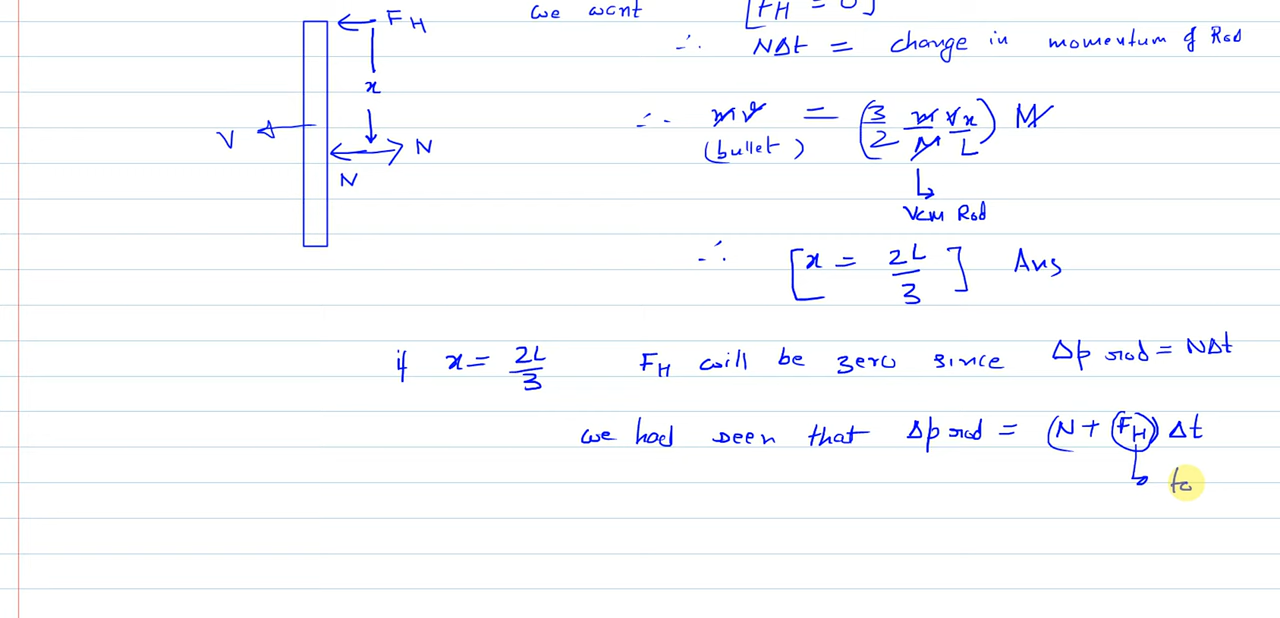 we want [F_H = 0]
∴ NΔt = change in momentum of Rod
F_H
x
V
N
N
∴ mv = (3/2 m/M vx/L) M
(bullet)
↳ Vcm Rod
∴ [x = 2L/3] Ans
if x = 2L/3 F_H will be zero since Δp rod = NΔt
we had seen that Δp rod = (N + F_H) Δt
↳ to